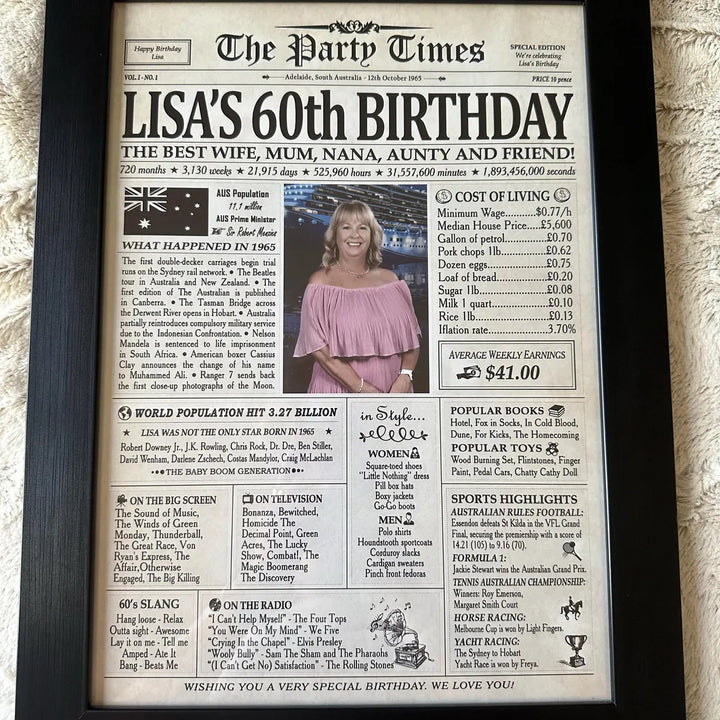 Happy Birthday
Lisa
The Party Times
SPECIAL EDITION
We're celebrating
Lisa's Birthday
VOL.1 - NO. 1
Adelaide, South Australia - 12th October 1965
PRICE 10 pence
LISA'S 60th BIRTHDAY
THE BEST WIFE, MUM, NANA, AUNTY AND FRIEND!
720 months ★ 3,130 weeks ★ 21,915 days ★ 525,960 hours ★ 31,557,600 minutes ★ 1,893,456,000 seconds
AUS Population
11.1 million
AUS Prime Minister
Sir Robert Menzies
WHAT HAPPENED IN 1965
The first double-decker carriages begin trial
runs on the Sydney rail network. • The Beatles
tour in Australia and New Zealand. • The
first edition of The Australian is published
in Canberra. • The Tasman Bridge across
the Derwent River opens in Hobart. • Australia
partially reintroduces compulsory military service
due to the Indonesian Confrontation. • Nelson
Mandela is sentenced to life imprisonment
in South Africa. • American boxer Cassius
Clay announces the change of his name
to Muhammed Ali. • Ranger 7 sends back
the first close-up photographs of the Moon.
COST OF LIVING
Minimum Wage...........$0.77/h
Median House Price.....£5,600
Gallon of petrol..............£0.70
Pork chops 1lb...............£0.62
Dozen eggs....................£0.75
Loaf of bread.................£0.20
Sugar 1lb.......................£0.08
Milk 1 quart...................£0.10
Rice 1lb.........................£0.13
Iflation rate....................3.70%
AVERAGE WEEKLY EARNINGS
$41.00
WORLD POPULATION HIT 3.27 BILLION
★ LISA WAS NOT THE ONLY STAR BORN IN 1965 ★
Robert Downey Jr., J.K. Rowling, Chris Rock, Dr. Dre, Ben Stiller,
David Wenham, Darlene Zschech, Costas Mandylor, Craig McLachlan
•●•THE BABY BOOM GENERATION●••
in Style...
WOMEN
Square-toed shoes
"Little Nothing" dress
Pill box hats
Boxy jackets
Go-Go boots
MEN
Polo shirts
Houndstooth sportcoats
Corduroy slacks
Cardigan sweaters
Pinch front fedoras
POPULAR BOOKS
Hotel, Fox in Socks, In Cold Blood,
Dune, For Kicks, The Homecoming
POPULAR TOYS
Wood Burning Set, Flintstones, Finger
Paint, Pedal Cars, Chatty Cathy Doll
ON THE BIG SCREEN
The Sound of Music,
The Winds of Green
Monday, Thunderball,
The Great Race, Von
Ryan's Express, The
Affair,Otherwise
Engaged, The Big Killing
ON TELEVISION
Bonanza, Bewitched,
Homicide The
Decimal Point, Green
Acres, The Lucky
Show, Combat!, The
Magic Boomerang
The Discovery
SPORTS HIGHLIGHTS
AUSTRALIAN RULES FOOTBALL:
Essendon defeats St Kilda in the VFL Grand
Final, securing the premiership with a score of
14.21 (105) to 9.16 (70).
FORMULA 1:
Jackie Stewart wins the Australian Grand Prix.
TENNIS AUSTRALIAN CHAMPIONSHIP:
Winners: Roy Emerson,
Margaret Smith Court
HORSE RACING:
Melbourne Cup is won by Light Fingers.
YACHT RACING:
The Sydney to Hobart
Yacht Race is won by Freya.
60's SLANG
Hang loose - Relax
Outta sight - Awesome
Lay it on me - Tell me
Amped - Ate It
Bang - Beats Me
ON THE RADIO
"I Can't Help Myself" - The Four Tops
"You Were On My Mind" - We Five
"Crying In the Chapel" - Elvis Presley
"Wooly Bully" - Sam The Sham and The Pharaohs
"(I Can't Get No) Satisfaction" - The Rolling Stones
WISHING YOU A VERY SPECIAL BIRTHDAY. WE LOVE YOU!